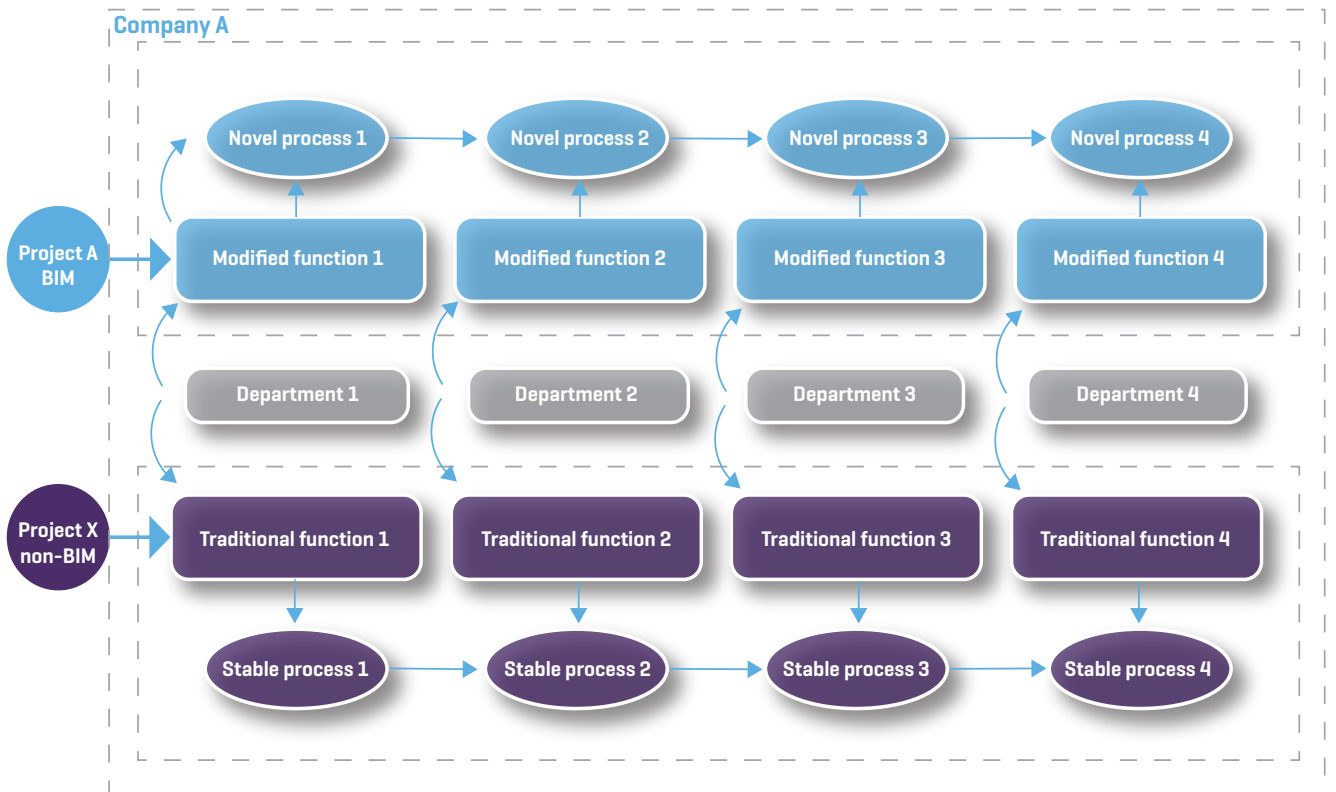 Company A
Novel process 1
Novel process 2
Novel process 3
Novel process 4
Project A
BIM
Modified function 1
Modified function 2
Modified function 3
Modified function 4
Department 1
Department 2
Department 3
Department 4
Project X
non-BIM
Traditional function 1
Traditional function 2
Traditional function 3
Traditional function 4
Stable process 1
Stable process 2
Stable process 3
Stable process 4